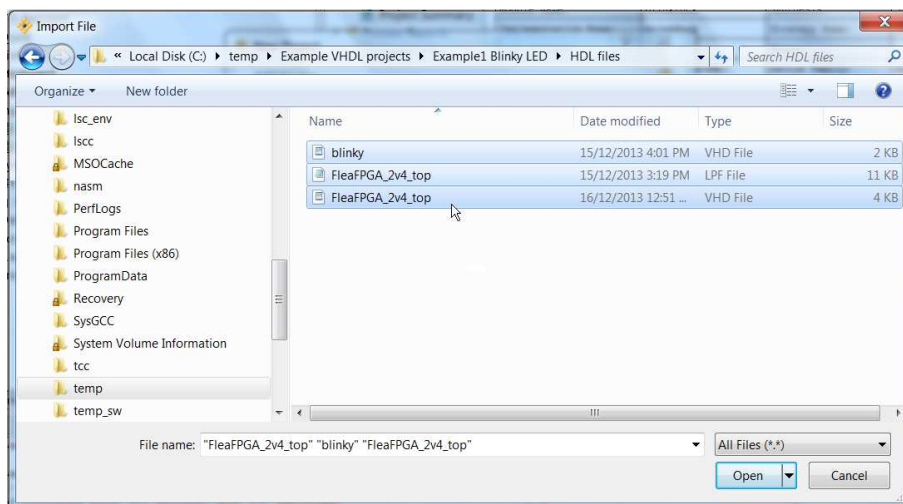 Import File
« Local Disk (C:) ▸ temp ▸ Example VHDL projects ▸ Example1 Blinky LED ▸ HDL files
Search HDL files
Organize New folder
Name Date modified Type Size
lsc_env
lscc
MSOCache
nasm
PerfLogs
Program Files
Program Files (x86)
ProgramData
Recovery
SysGCC
System Volume Information
tcc
temp
temp_sw
blinky 15/12/2013 4:01 PM VHD File 2 KB
FleaFPGA_2v4_top 15/12/2013 3:19 PM LPF File 11 KB
FleaFPGA_2v4_top 16/12/2013 12:51 ... VHD File 4 KB
File name: "FleaFPGA_2v4_top" "blinky" "FleaFPGA_2v4_top"
All Files (*.*)
Open Cancel